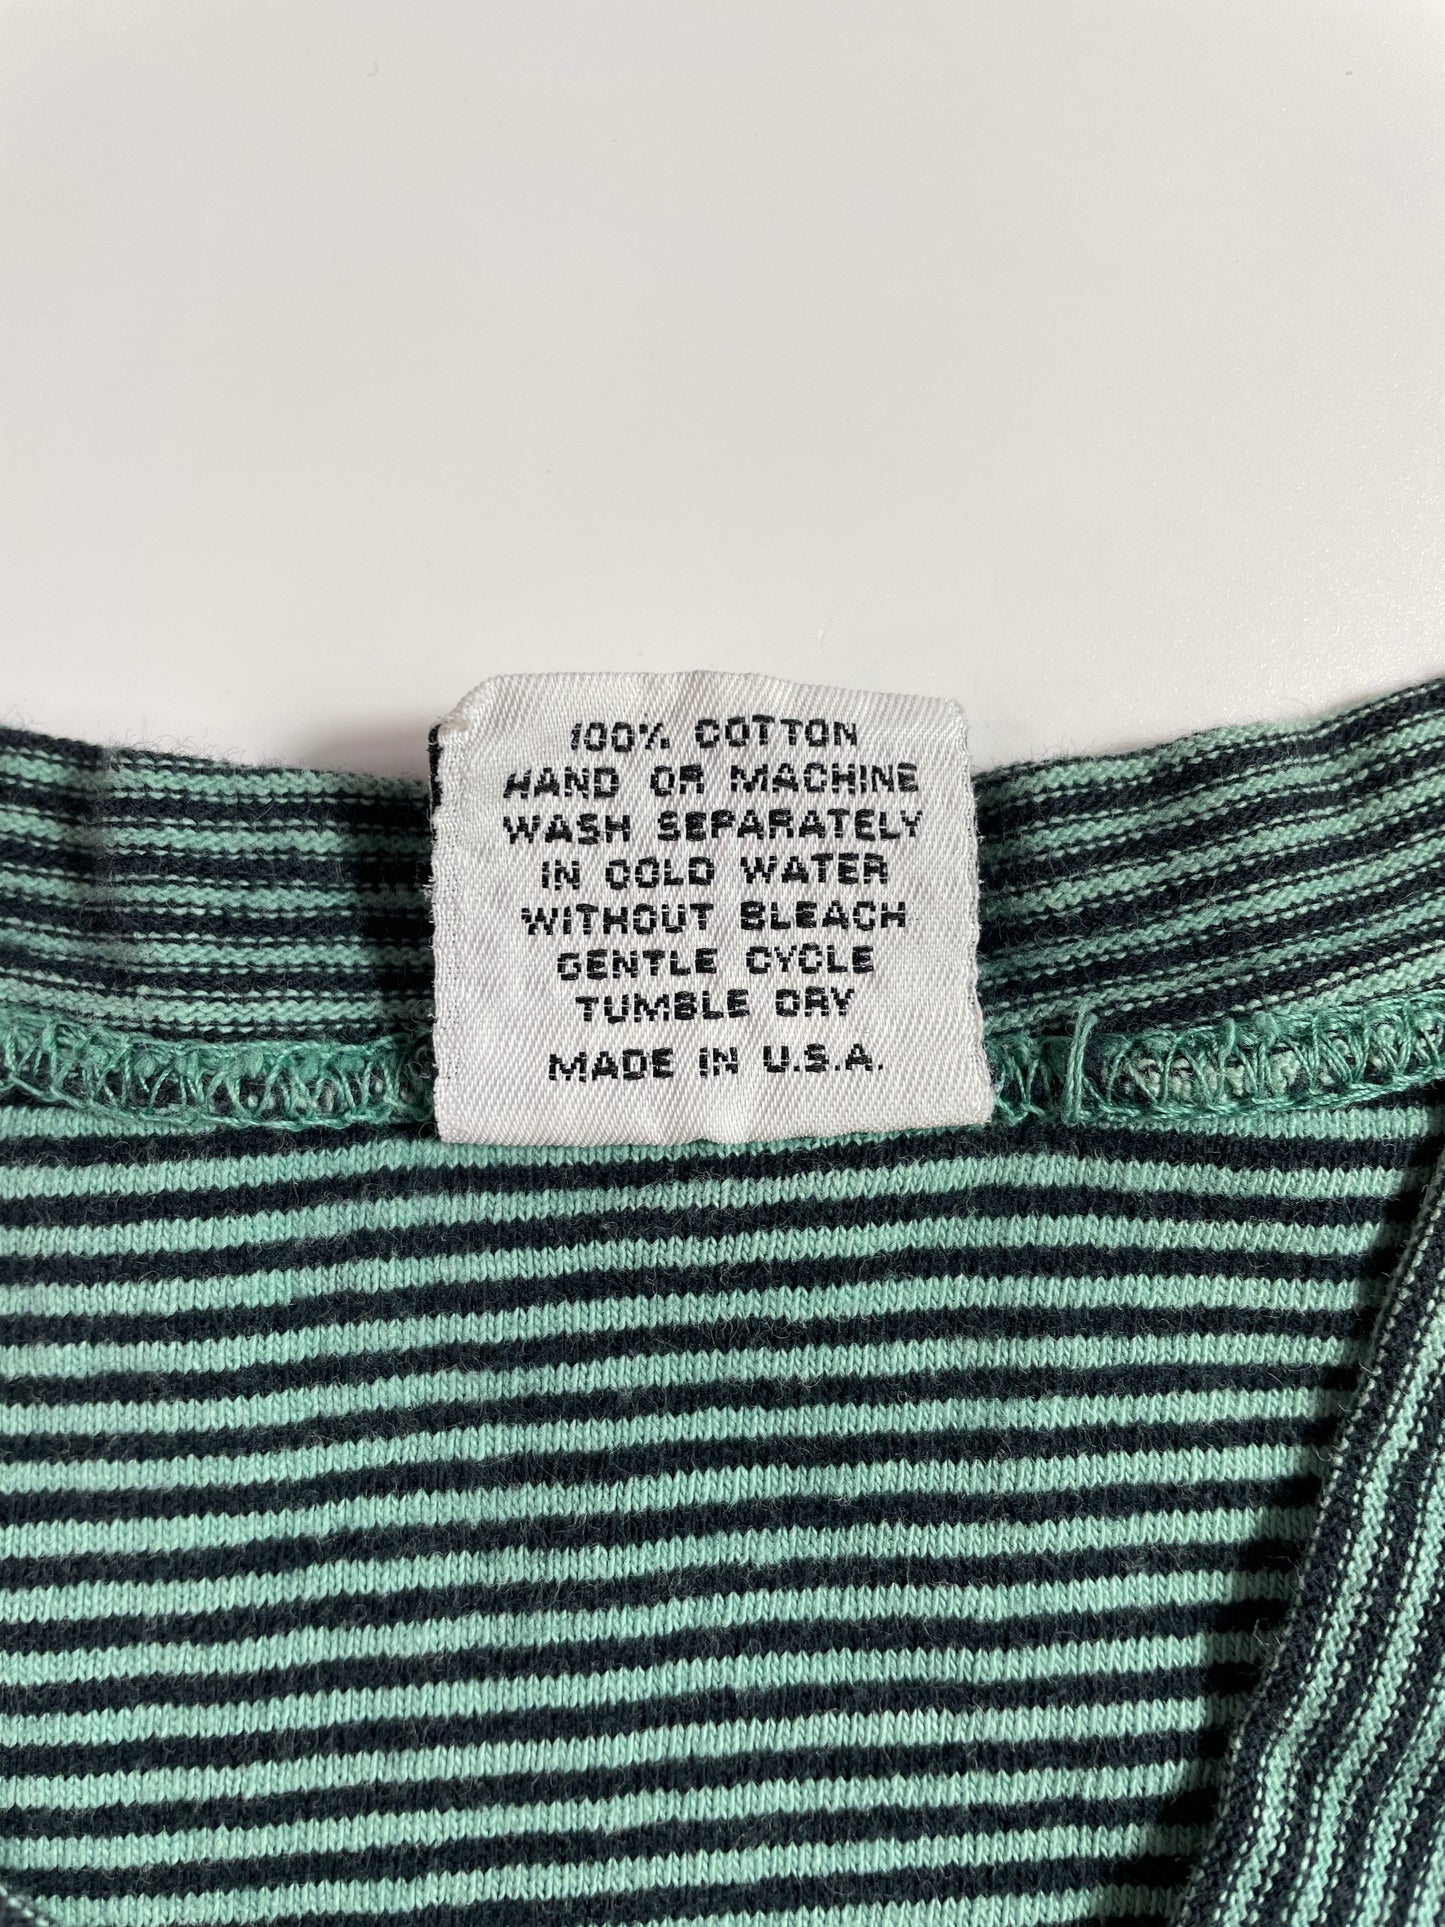 100% COTTON
HAND OR MACHINE
WASH SEPARATELY
IN COLD WATER
WITHOUT BLEACH
GENTLE CYCLE
TUMBLE DRY
MADE IN U.S.A.